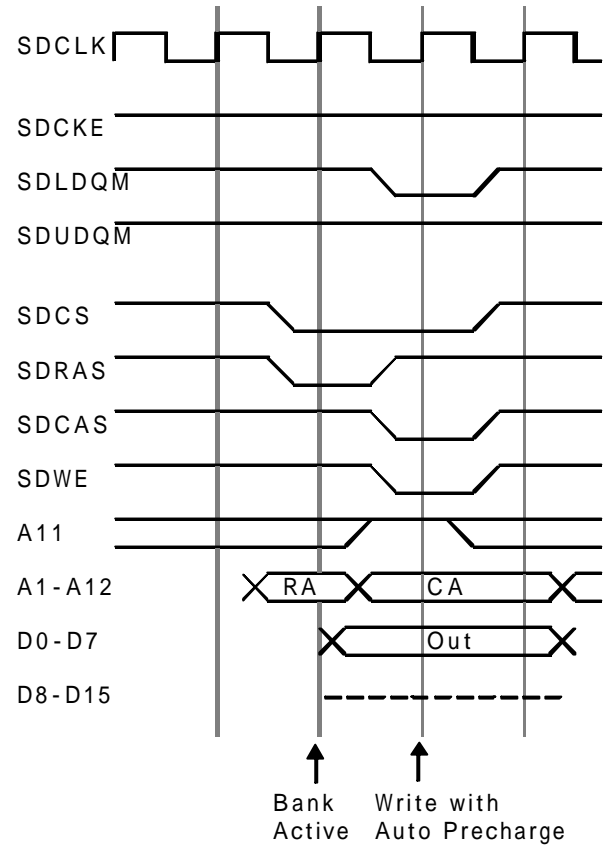 SDCLK
SDCKE
SDLDQM
SDUDQM
SDCS
SDRAS
SDCAS
SDWE
A11
A1-A12 RA CA
D0-D7 Out
D8-D15
Bank Write with
Active Auto Precharge